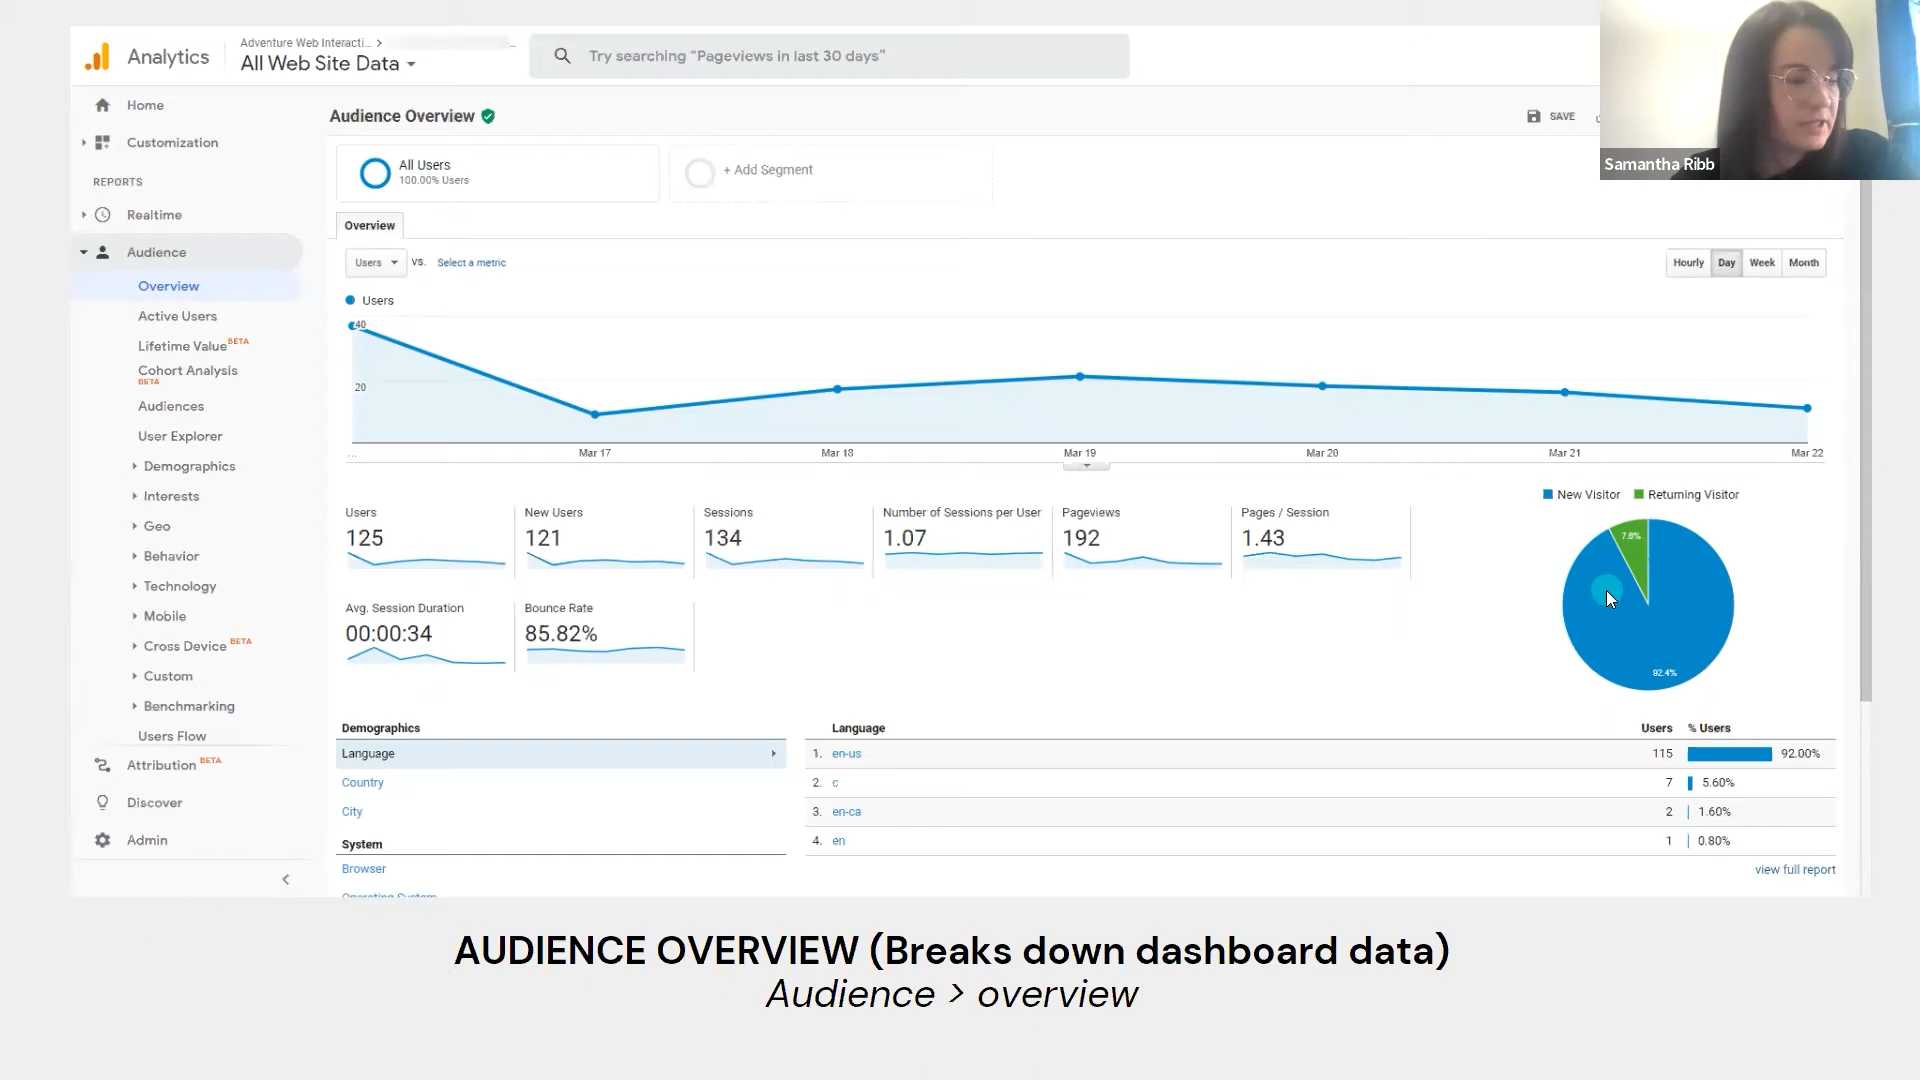 Analytics
Adventure Web Interacti... >
All Web Site Data
Try searching “Pageviews in last 30 days”
Samantha Ribb
Home
Customization
REPORTS
Realtime
Audience
Overview
Active Users
Lifetime Value BETA
Cohort Analysis
BETA
Audiences
User Explorer
Demographics
Interests
Geo
Behavior
Technology
Mobile
Cross Device BETA
Custom
Benchmarking
Users Flow
Attribution BETA
Discover
Admin
Audience Overview
SAVE
All Users
100.00% Users
+ Add Segment
Overview
Users vs. Select a metric
Hourly Day Week Month
Users
40
20
... Mar 17 Mar 18 Mar 19 Mar 20 Mar 21 Mar 22
New Visitor Returning Visitor
7.6%
92.4%
Users New Users Sessions Number of Sessions per User Pageviews Pages / Session
125 121 134 1.07 192 1.43
Avg. Session Duration Bounce Rate
00:00:34 85.82%
Demographics
Language
Country
City
System
Browser
Operating System
Language Users % Users
1. en-us 115 92.00%
2. c 7 5.60%
3. en-ca 2 1.60%
4. en 1 0.80%
view full report
AUDIENCE OVERVIEW (Breaks down dashboard data)
Audience > overview